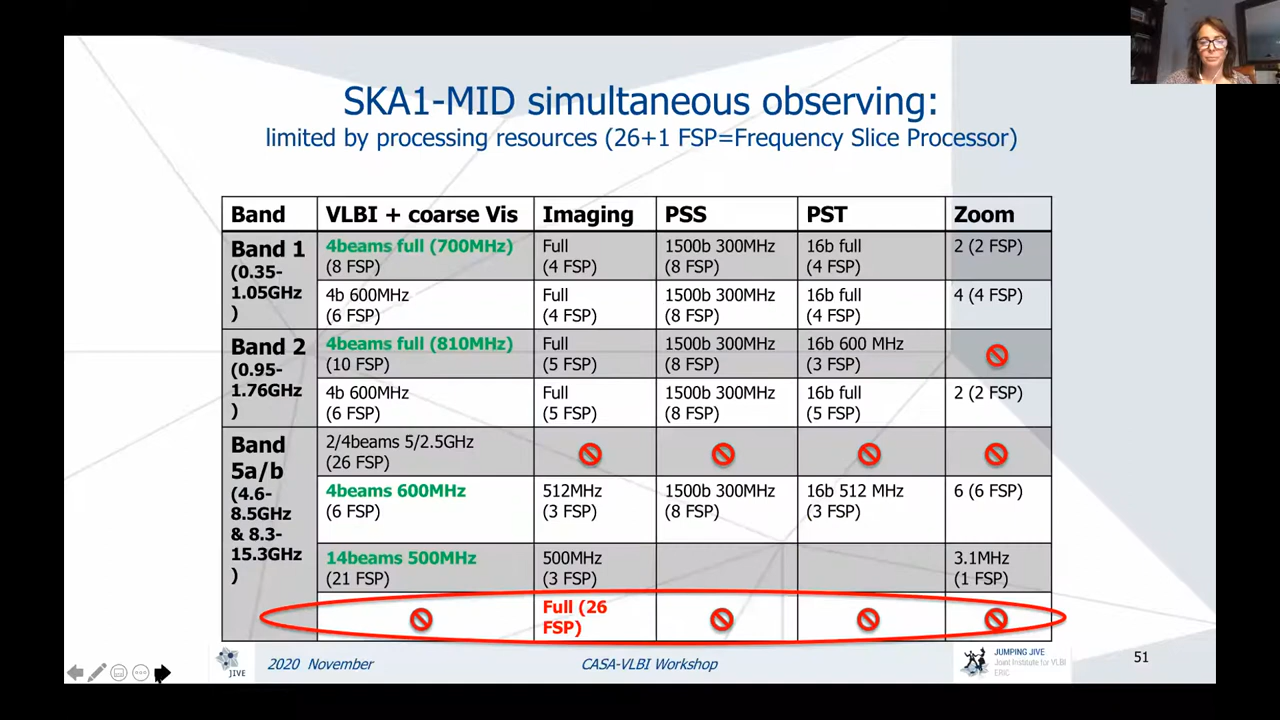 SKA1-MID simultaneous observing:
limited by processing resources (26+1 FSP=Frequency Slice Processor)
Band VLBI + coarse Vis Imaging PSS PST Zoom
Band 1
(0.35-
1.05GHz
)
4beams full (700MHz)
(8 FSP)
Full
(4 FSP)
1500b 300MHz
(8 FSP)
16b full
(4 FSP)
2 (2 FSP)
4b 600MHz
(6 FSP)
Full
(4 FSP)
1500b 300MHz
(8 FSP)
16b full
(4 FSP)
4 (4 FSP)
Band 2
(0.95-
1.76GHz
)
4beams full (810MHz)
(10 FSP)
Full
(5 FSP)
1500b 300MHz
(8 FSP)
16b 600 MHz
(3 FSP)
4b 600MHz
(6 FSP)
Full
(5 FSP)
1500b 300MHz
(8 FSP)
16b full
(5 FSP)
2 (2 FSP)
Band
5a/b
(4.6-
8.5GHz
& 8.3-
15.3GHz
)
2/4beams 5/2.5GHz
(26 FSP)
4beams 600MHz
(6 FSP)
512MHz
(3 FSP)
1500b 300MHz
(8 FSP)
16b 512 MHz
(3 FSP)
6 (6 FSP)
14beams 500MHz
(21 FSP)
500MHz
(3 FSP)
3.1MHz
(1 FSP)
Full (26
FSP)
JIVE
2020 November
CASA-VLBI Workshop
JUMPING JIVE
Joint Institute for VLBI
ERIC
51